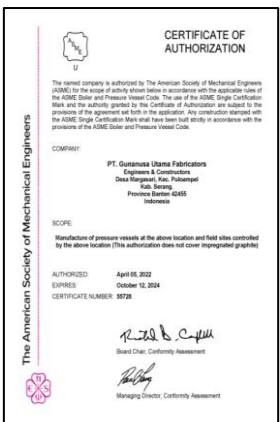 CERTIFICATE OF
AUTHORIZATION
ASME
U
The named company is authorized by The American Society of Mechanical Engineers
(ASME) for the scope of activity shown below in accordance with the applicable rules of
the ASME Boiler and Pressure Vessel Code. The use of the ASME Single Certification
Mark and the authority granted by this Certificate of Authorization are subject to the
provisions of the agreement set forth in the application. Any construction stamped with
the ASME Single Certification Mark shall have been built strictly in accordance with the
provisions of the ASME Boiler and Pressure Vessel Code.
COMPANY:
PT. Gunanusa Utama Fabricators
Engineers & Constructors
Desa Margasari, Kec. Puloampel
Kab. Serang,
Province Banten 42455
Indonesia
SCOPE:
Manufacture of pressure vessels at the above location and field sites controlled
by the above location (This authorization does not cover impregnated graphite)
AUTHORIZED: April 05, 2022
EXPIRES: October 12, 2024
CERTIFICATE NUMBER: 55728
Board Chair, Conformity Assessment
Managing Director, Conformity Assessment
The American Society of Mechanical Engineers